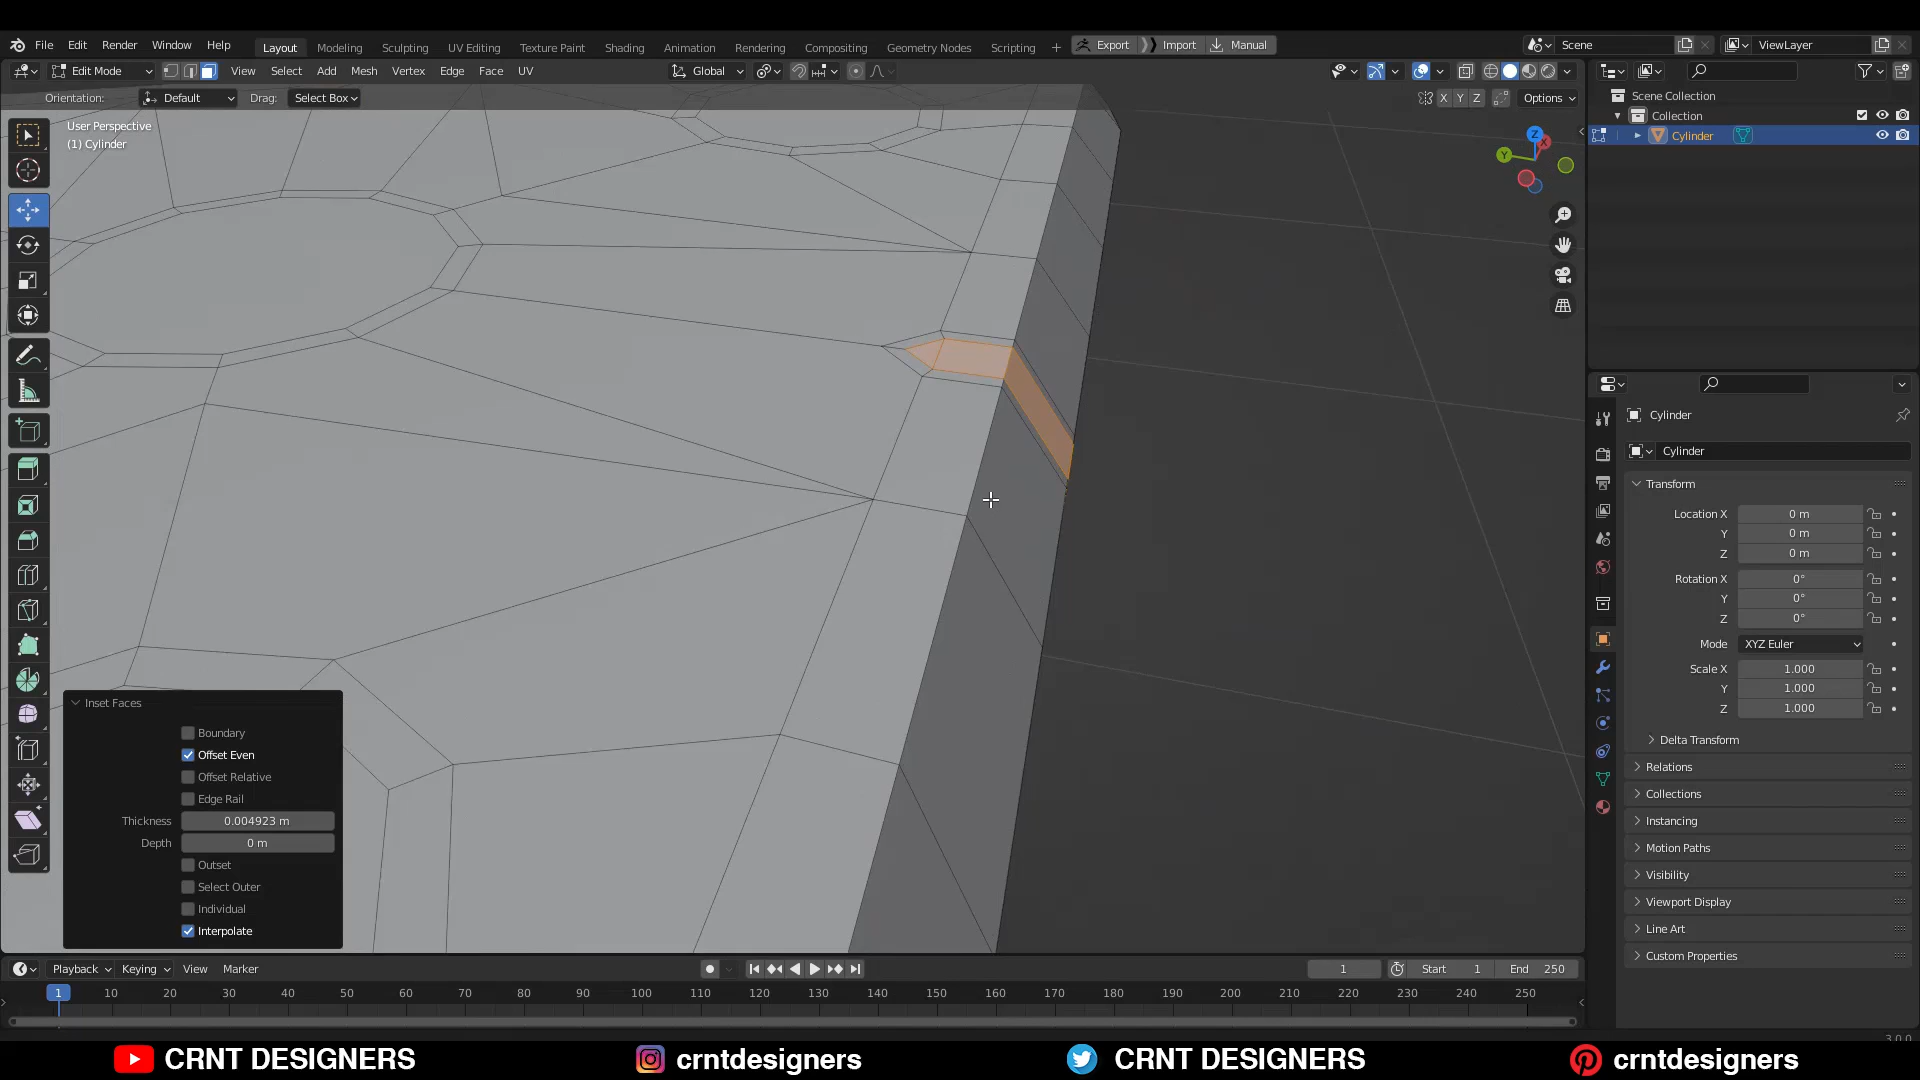 File Edit Render Window Help Layout Modeling Sculpting UV Editing Texture Paint Shading Animation Rendering Compositing Geometry Nodes Scripting + Export Import Manual Scene ViewLayer
Edit Mode View Select Add Mesh Vertex Edge Face UV Global
Orientation: Default Drag: Select Box X Y Z Options
User Perspective
(1) Cylinder
Z
X
Y
Scene Collection
Collection
Cylinder
Cylinder
Cylinder
Transform
Location X 0 m
Y 0 m
Z 0 m
Rotation X 0°
Y 0°
Z 0°
Mode XYZ Euler
Scale X 1.000
Y 1.000
Z 1.000
Delta Transform
Relations
Collections
Instancing
Motion Paths
Visibility
Viewport Display
Line Art
Custom Properties
Inset Faces
Boundary
Offset Even
Offset Relative
Edge Rail
Thickness 0.004923 m
Depth 0 m
Outset
Select Outer
Individual
Interpolate
Playback Keying View Marker 1 Start 1 End 250
1 10 20 30 40 50 60 70 80 90 100 110 120 130 140 150 160 170 180 190 200 210 220 230 240 250
3.0.0
CRNT DESIGNERS crntdesigners CRNT DESIGNERS crntdesigners